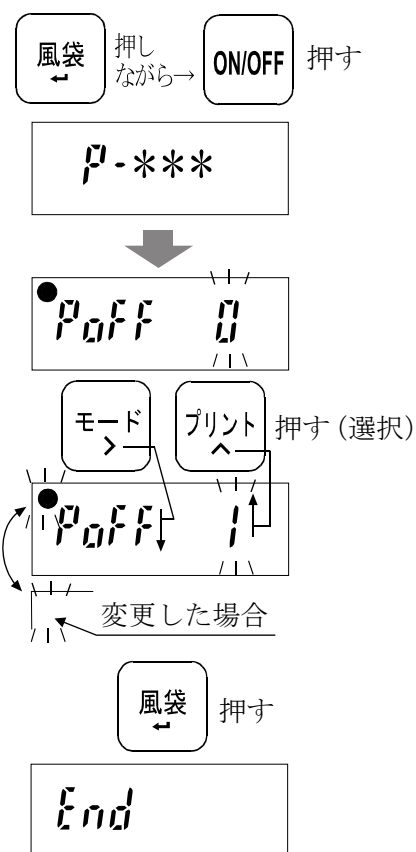 風袋 押しながら→ ON/OFF 押す
P-***
PoFF 0
モード プリント 押す（選択）
PoFF 1
変更した場合
風袋 押す
End